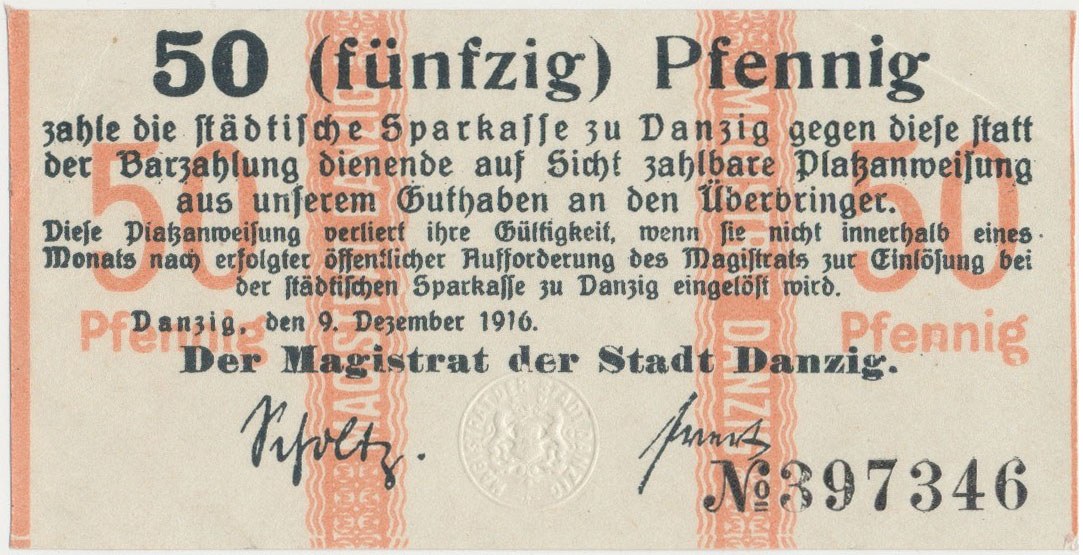 50 (fünfzig) Pfennig
zahle die städtische Sparkasse zu Danzig gegen diese statt
der Barzahlung dienende auf Sicht zahlbare Platzanweisung
aus unserem Guthaben an den Überbringer.
Diese Platzanweisung verliert ihre Gültigkeit, wenn sie nicht innerhalb eines
Monats nach erfolgter öffentlicher Aufforderung des Magistrats zur Einlösung bei
der städtischen Sparkasse zu Danzig eingelöst wird.
Danzig, den 9. Dezember 1916.
Der Magistrat der Stadt Danzig.
Scholtz.
№ 397346
50
Pfennig
50
Pfennig